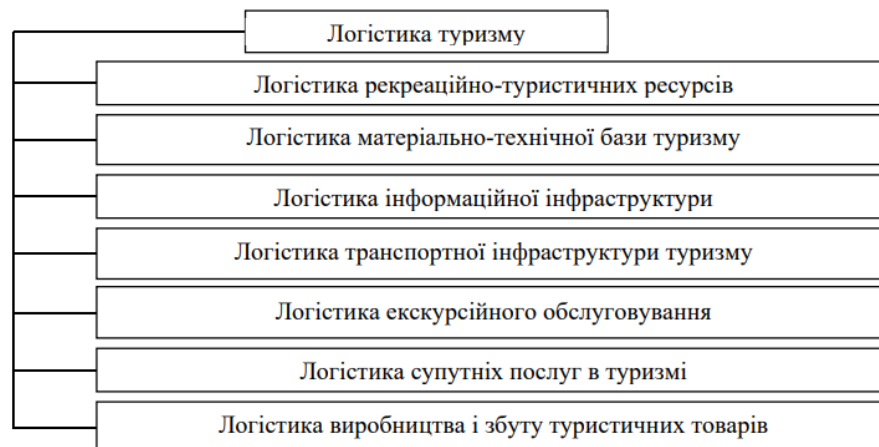 Логістика туризму
Логістика рекреаційно-туристичних ресурсів
Логістика матеріально-технічної бази туризму
Логістика інформаційної інфраструктури
Логістика транспортної інфраструктури туризму
Логістика екскурсійного обслуговування
Логістика супутніх послуг в туризмі
Логістика виробництва і збуту туристичних товарів